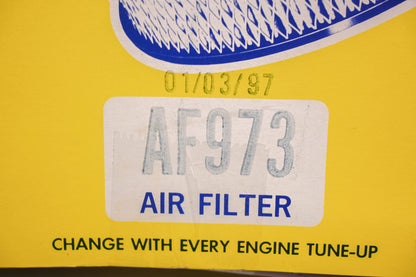 01/03/97
AF973
AIR FILTER
CHANGE WITH EVERY ENGINE TUNE-UP